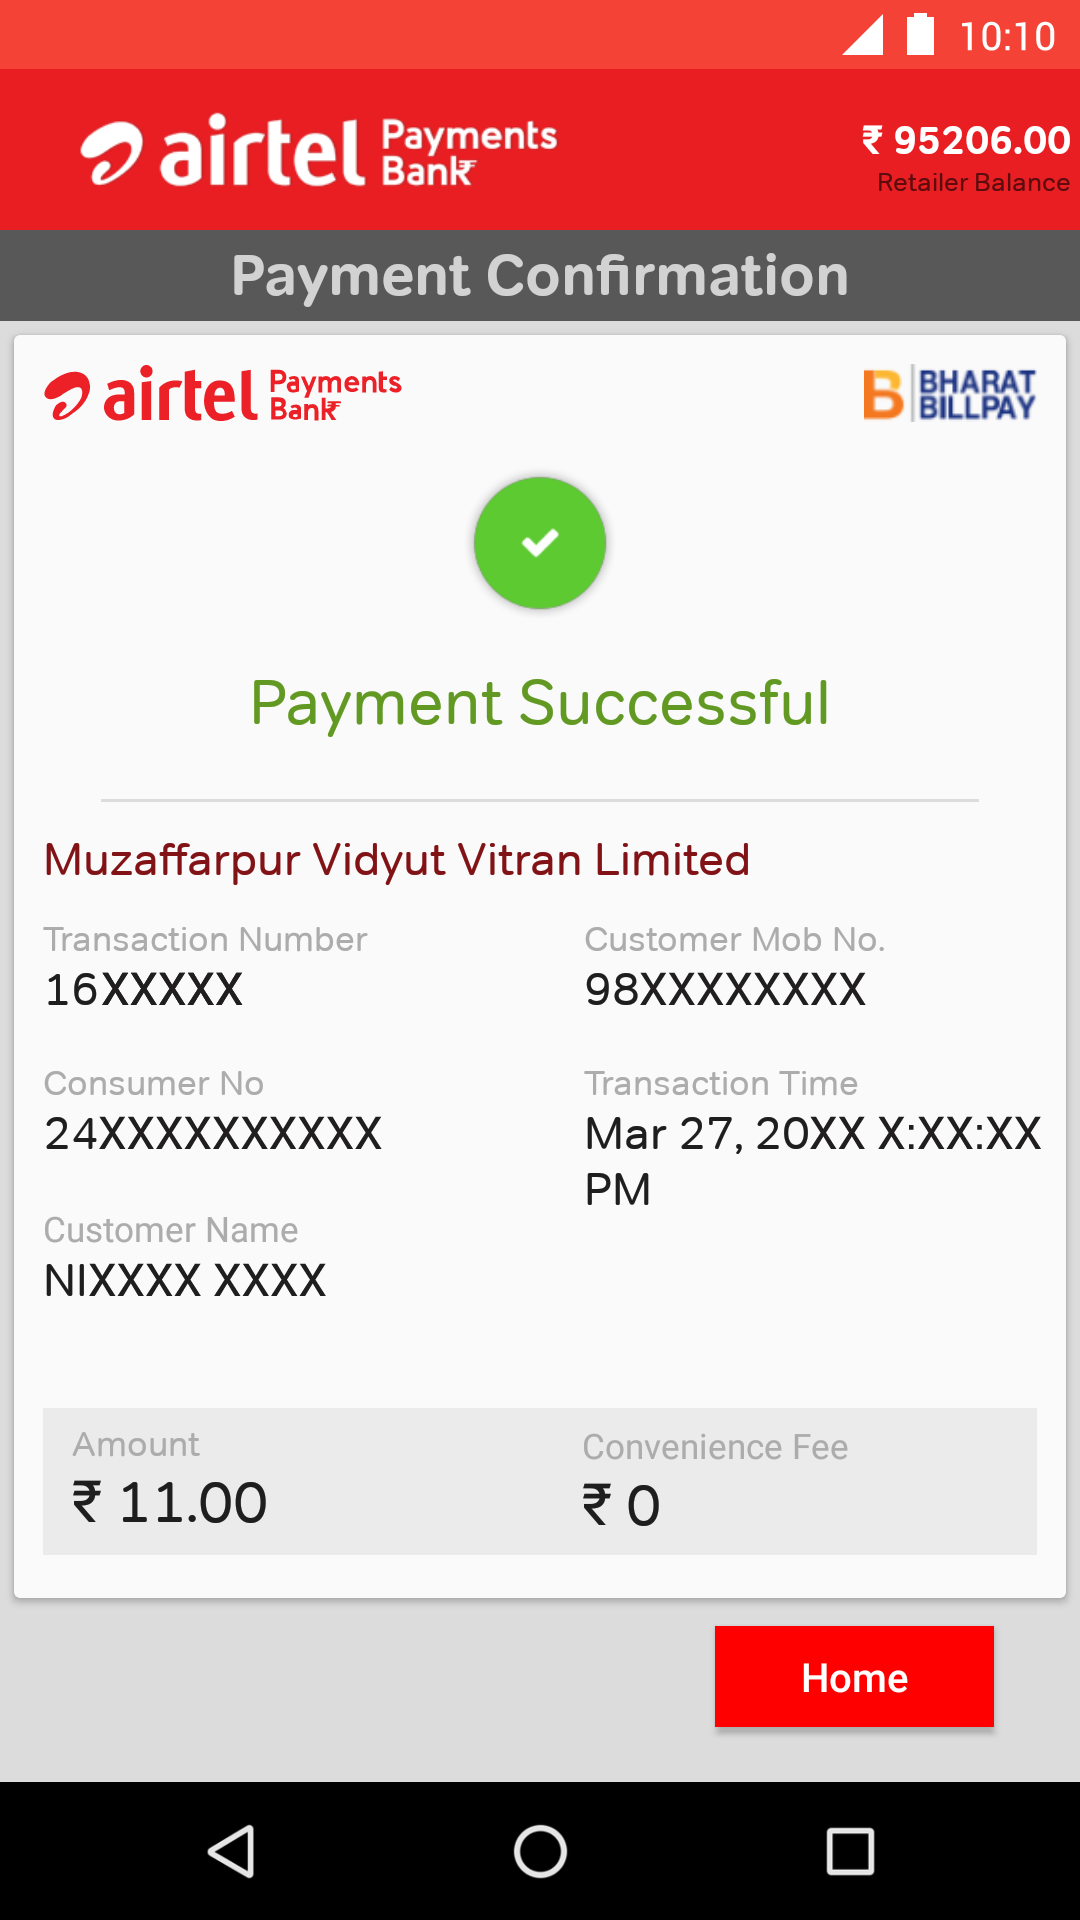 10:10
airtel Payments Bank
₹ 95206.00
Retailer Balance
Payment Confirmation
airtel Payments Bank
B BHARAT BILLPAY
Payment Successful
Muzaffarpur Vidyut Vitran Limited
Transaction Number
16XXXXX
Customer Mob No.
98XXXXXXXX
Consumer No
24XXXXXXXXXX
Transaction Time
Mar 27, 20XX X:XX:XX
PM
Customer Name
NIXXXX XXXX
Amount
₹ 11.00
Convenience Fee
₹ 0
Home